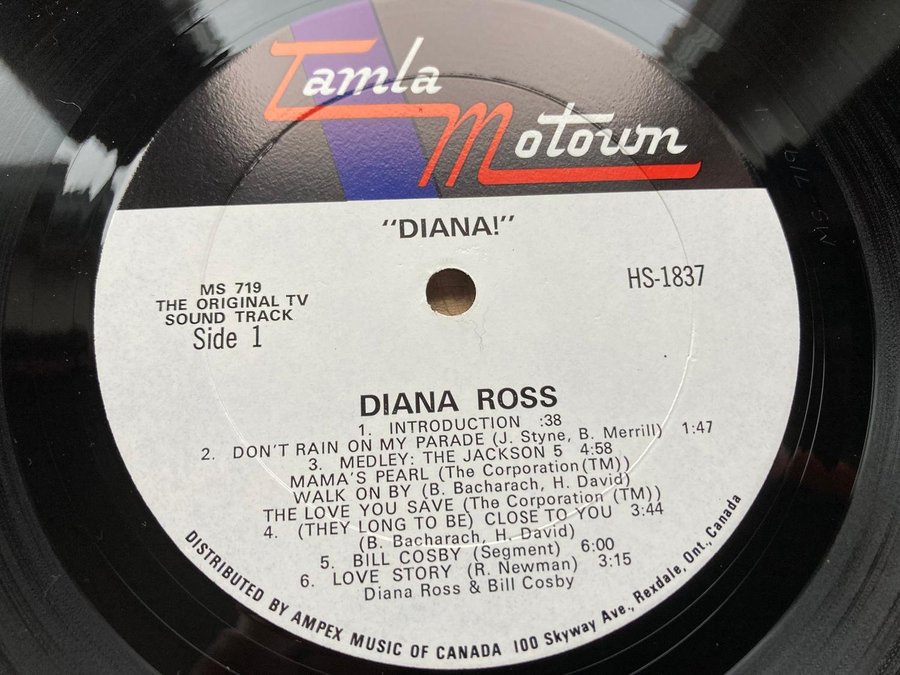 Tamla
Motown
"DIANA!"
MS 719
THE ORIGINAL TV
SOUND TRACK
Side 1
HS-1837
DIANA ROSS
1. INTRODUCTION :38
2. DON'T RAIN ON MY PARADE (J. Styne, B. Merrill) 1:47
3. MEDLEY: THE JACKSON 5 4:58
MAMA'S PEARL (The Corporation(TM))
WALK ON BY (B. Bacharach, H. David)
THE LOVE YOU SAVE (The Corporation (TM))
4. (THEY LONG TO BE) CLOSE TO YOU 3:44
(B. Bacharach, H. David)
5. BILL COSBY (Segment) 6:00
6. LOVE STORY (R. Newman) 3:15
Diana Ross & Bill Cosby
DISTRIBUTED BY AMPEX MUSIC OF CANADA 100 Skyway Ave., Rexdale, Ont., Canada
MS-719